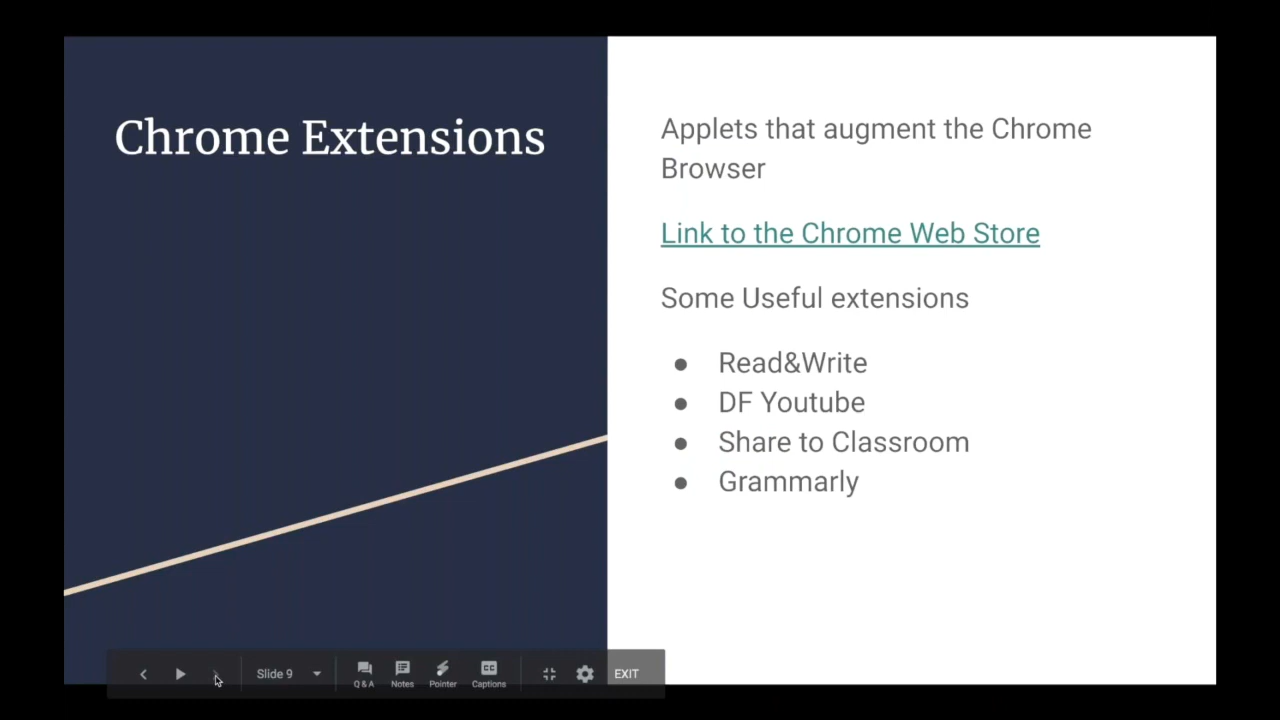 Chrome Extensions
Applets that augment the Chrome
Browser
Link to the Chrome Web Store
Some Useful extensions
● Read&Write
● DF Youtube
● Share to Classroom
● Grammarly
Slide 9
Q & A
Notes
Pointer
CC
Captions
EXIT